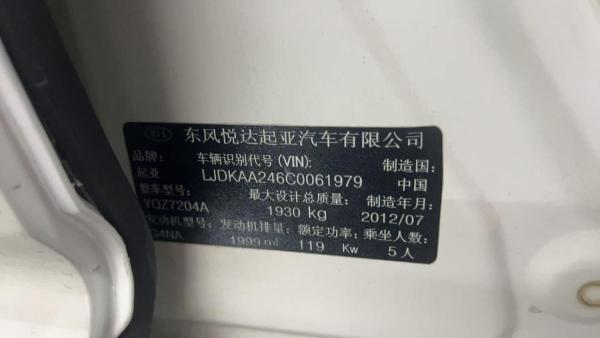 东风悦达起亚汽车有限公司
品牌: 车辆识别代号(VIN): 制造国:
起亚 LJDKAA246C0061979 中国
整车型号: 最大设计总质量: 制造年月:
YQZ7204A 1930 kg 2012/07
发动机型号: 发动机排量: 额定功率: 乘坐人数:
G4NA 1999 ml 119 Kw 5人